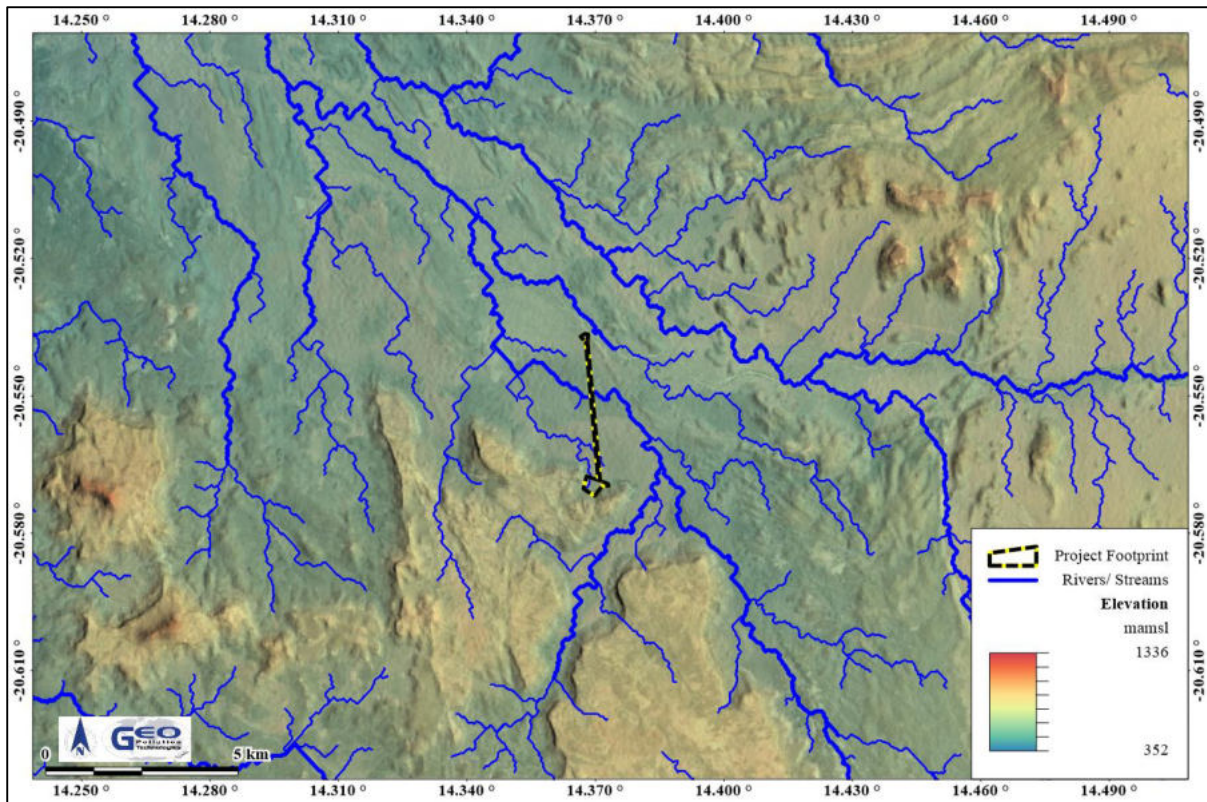 14.250 ° 14.280 ° 14.310 ° 14.340 ° 14.370 ° 14.400 ° 14.430 ° 14.460 ° 14.490 °
-20.490 ° -20.490 °
-20.520 ° -20.520 °
-20.550 ° -20.550 °
-20.580 ° -20.580 °
-20.610 ° -20.610 °
Project Footprint
Rivers/ Streams
Elevation
mamsl
1336
352
GEO
Pollution
Technologies
0 5 km
14.250 ° 14.280 ° 14.310 ° 14.340 ° 14.370 ° 14.400 ° 14.430 ° 14.460 ° 14.490 °